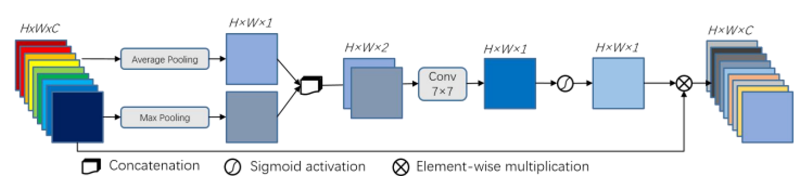 H×W×C
Average Pooling
Max Pooling
H×W×1
H×W×2
Conv
7×7
H×W×1
H×W×1
H×W×C
Concatenation
Sigmoid activation
Element-wise multiplication